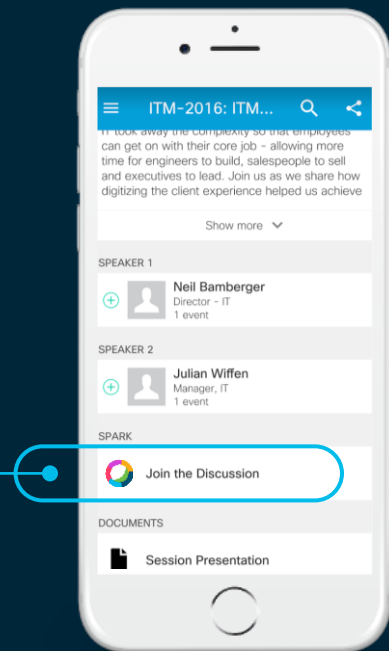 ITM-2016: ITM...
IT took away the complexity so that employees
can get on with their core job - allowing more
time for engineers to build, salespeople to sell
and executives to lead. Join us as we share how
digitizing the client experience helped us achieve
Show more
SPEAKER 1
Neil Bamberger
Director - IT
1 event
SPEAKER 2
Julian Wiffen
Manager, IT
1 event
SPARK
Join the Discussion
DOCUMENTS
Session Presentation